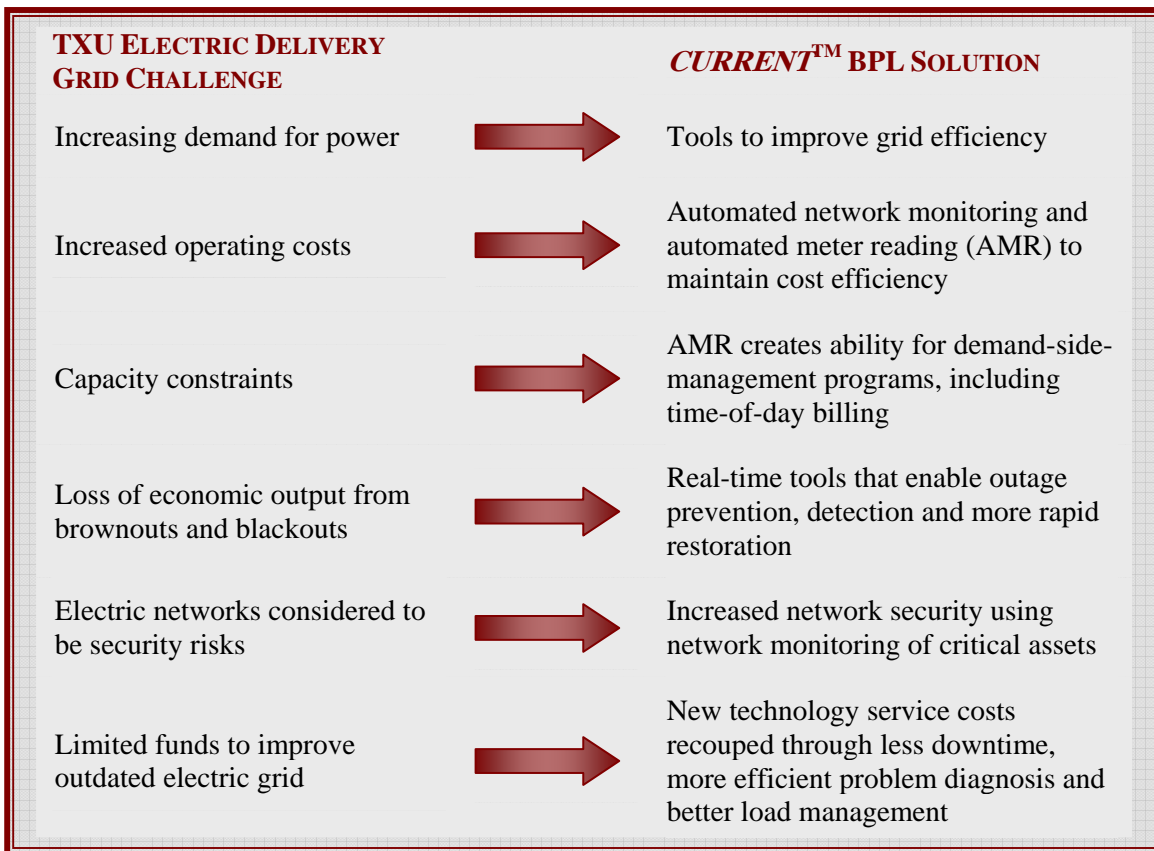 TXU ELECTRIC DELIVERY
GRID CHALLENGE
CURRENT™ BPL SOLUTION
Increasing demand for power
Tools to improve grid efficiency
Increased operating costs
Automated network monitoring and
automated meter reading (AMR) to
maintain cost efficiency
Capacity constraints
AMR creates ability for demand-side-
management programs, including
time-of-day billing
Loss of economic output from
brownouts and blackouts
Real-time tools that enable outage
prevention, detection and more rapid
restoration
Electric networks considered to
be security risks
Increased network security using
network monitoring of critical assets
Limited funds to improve
outdated electric grid
New technology service costs
recouped through less downtime,
more efficient problem diagnosis and
better load management